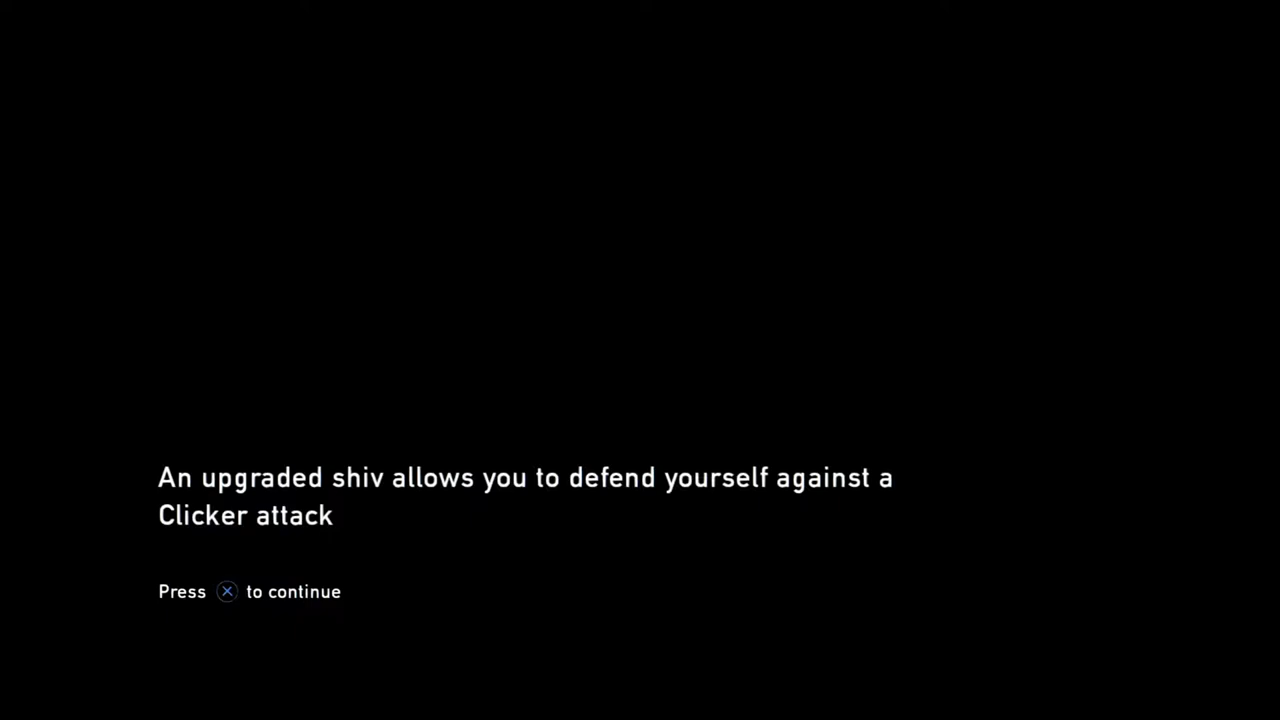 An upgraded shiv allows you to defend yourself against a
Clicker attack
Press ⓧ to continue